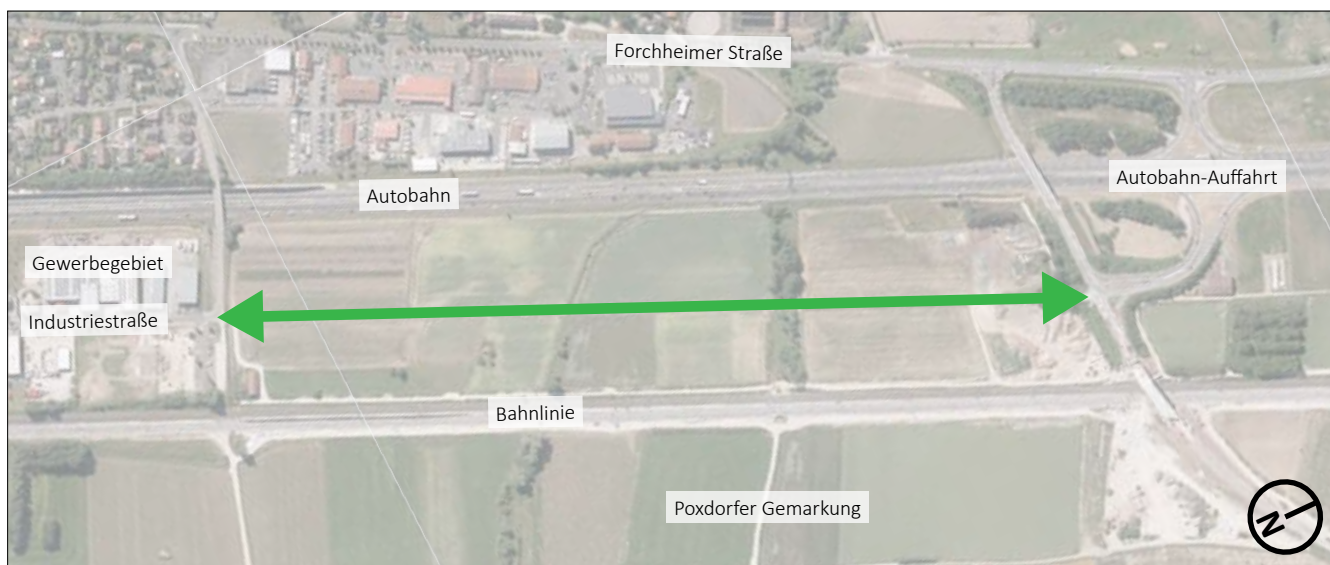 Forchheimer Straße
Autobahn
Autobahn-Auffahrt
Gewerbegebiet
Industriestraße
Bahnlinie
Poxdorfer Gemarkung
N